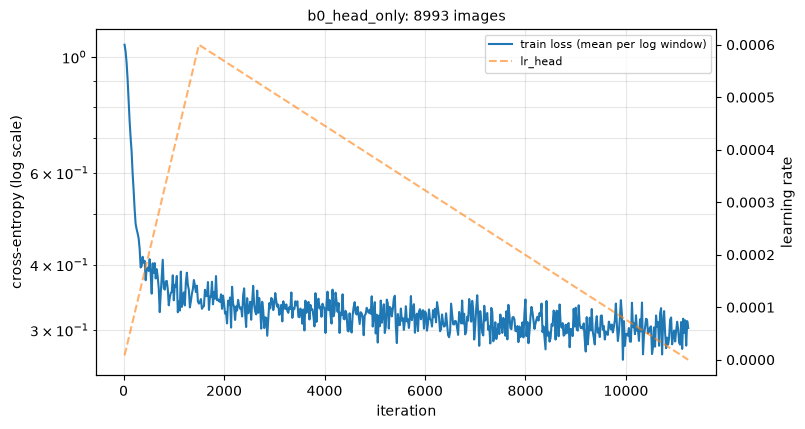 b0_head_only: 8993 images
train loss (mean per log window)
lr_head
cross-entropy (log scale)
10⁰
6 × 10⁻¹
4 × 10⁻¹
3 × 10⁻¹
0.0006
0.0005
0.0004
0.0003
0.0002
0.0001
0.0000
learning rate
0 2000 4000 6000 8000 10000
iteration